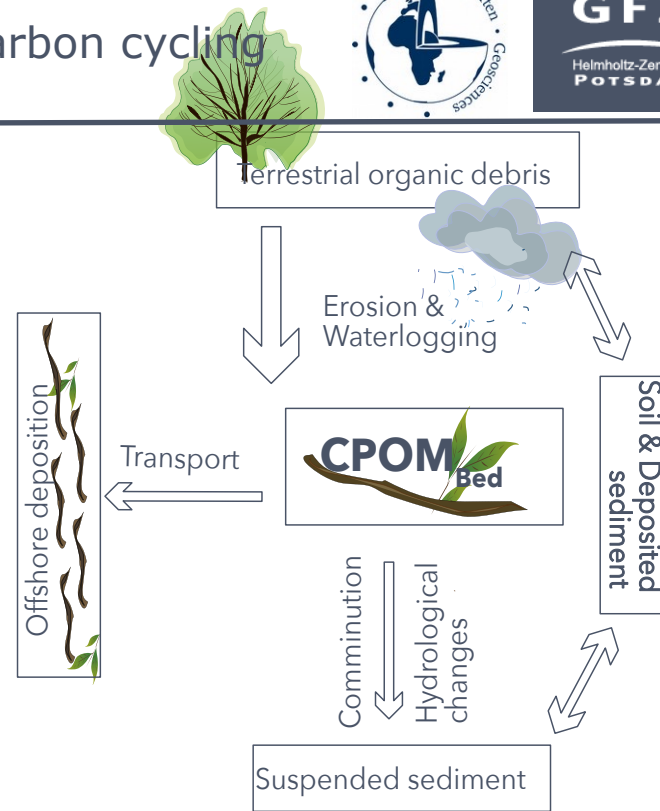 arbon cycling
Geosciences
GF
Helmholtz-Zen
POTSDA
Terrestrial organic debris
Erosion &
Waterlogging
Offshore deposition
Transport
CPOM
Bed
Soil & Deposited
sediment
Comminution
Hydrological
changes
Suspended sediment